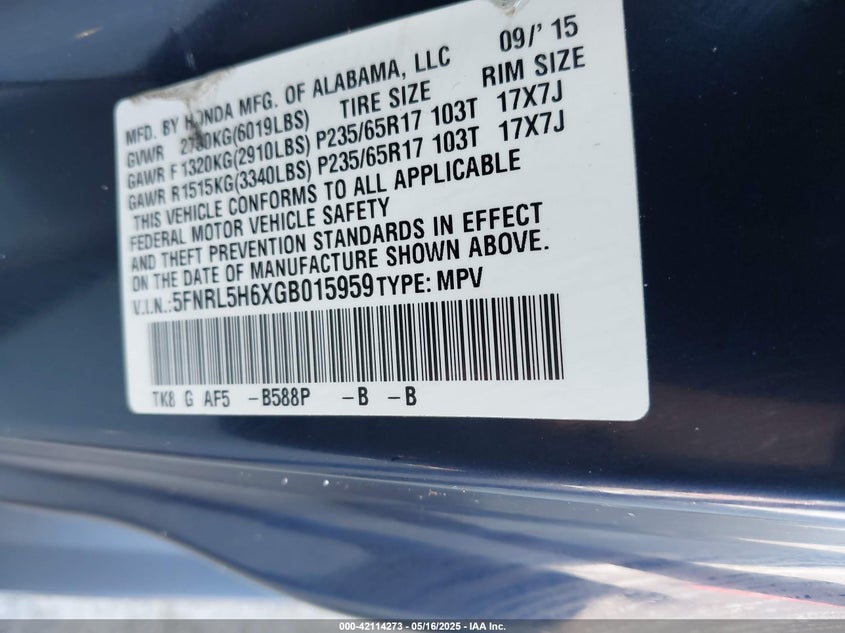 MFD. BY HONDA MFG. OF ALABAMA, LLC 09/' 15
TIRE SIZE RIM SIZE
GVWR 2730KG(6019LBS)
GAWR F1320KG(2910LBS) P235/65R17 103T 17X7J
GAWR R1515KG(3340LBS) P235/65R17 103T 17X7J
THIS VEHICLE CONFORMS TO ALL APPLICABLE
FEDERAL MOTOR VEHICLE SAFETY
AND THEFT PREVENTION STANDARDS IN EFFECT
ON THE DATE OF MANUFACTURE SHOWN ABOVE.
V.I.N.:5FNRL5H6XGB015959 TYPE: MPV
TK8 G AF5 -B588P -B -B
000-42114273 - 05/16/2025 - IAA Inc.